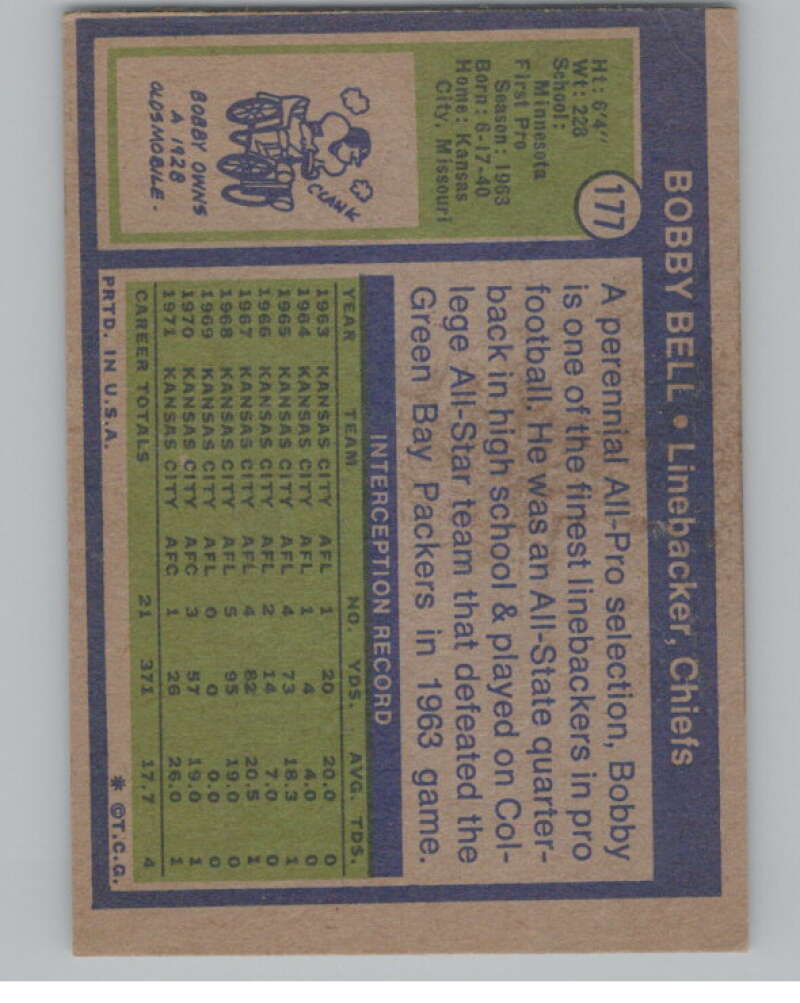 BOBBY BELL • Linebacker, Chiefs
177
Ht: 6'4"
Wt: 228
School:
Minnesota
First Pro
Season: 1963
Born: 6-17-40
Home: Kansas
City, Missouri
CLANK
BOBBY OWNS
A 1928
OLDSMOBILE.
A perennial All-Pro selection, Bobby
is one of the finest linebackers in pro
football. He was an All-State quarter-
back in high school & played on Col-
lege All-Star team that defeated the
Green Bay Packers in 1963 game.
INTERCEPTION RECORD
YEAR TEAM NO. YDS. AVG. TDS.
1963 KANSAS CITY AFL 1 20 20.0 0
1964 KANSAS CITY AFL 1 4 4.0 0
1965 KANSAS CITY AFL 4 73 18.3 1
1966 KANSAS CITY AFL 2 14 7.0 0
1967 KANSAS CITY AFL 4 82 20.5 1
1968 KANSAS CITY AFL 5 95 19.0 0
1969 KANSAS CITY AFL 0 0 0.0 0
1970 KANSAS CITY AFC 3 57 19.0 1
1971 KANSAS CITY AFC 1 26 26.0 1
CAREER TOTALS 21 371 17.7 4
PRTD. IN U.S.A. * ©T.C.G.